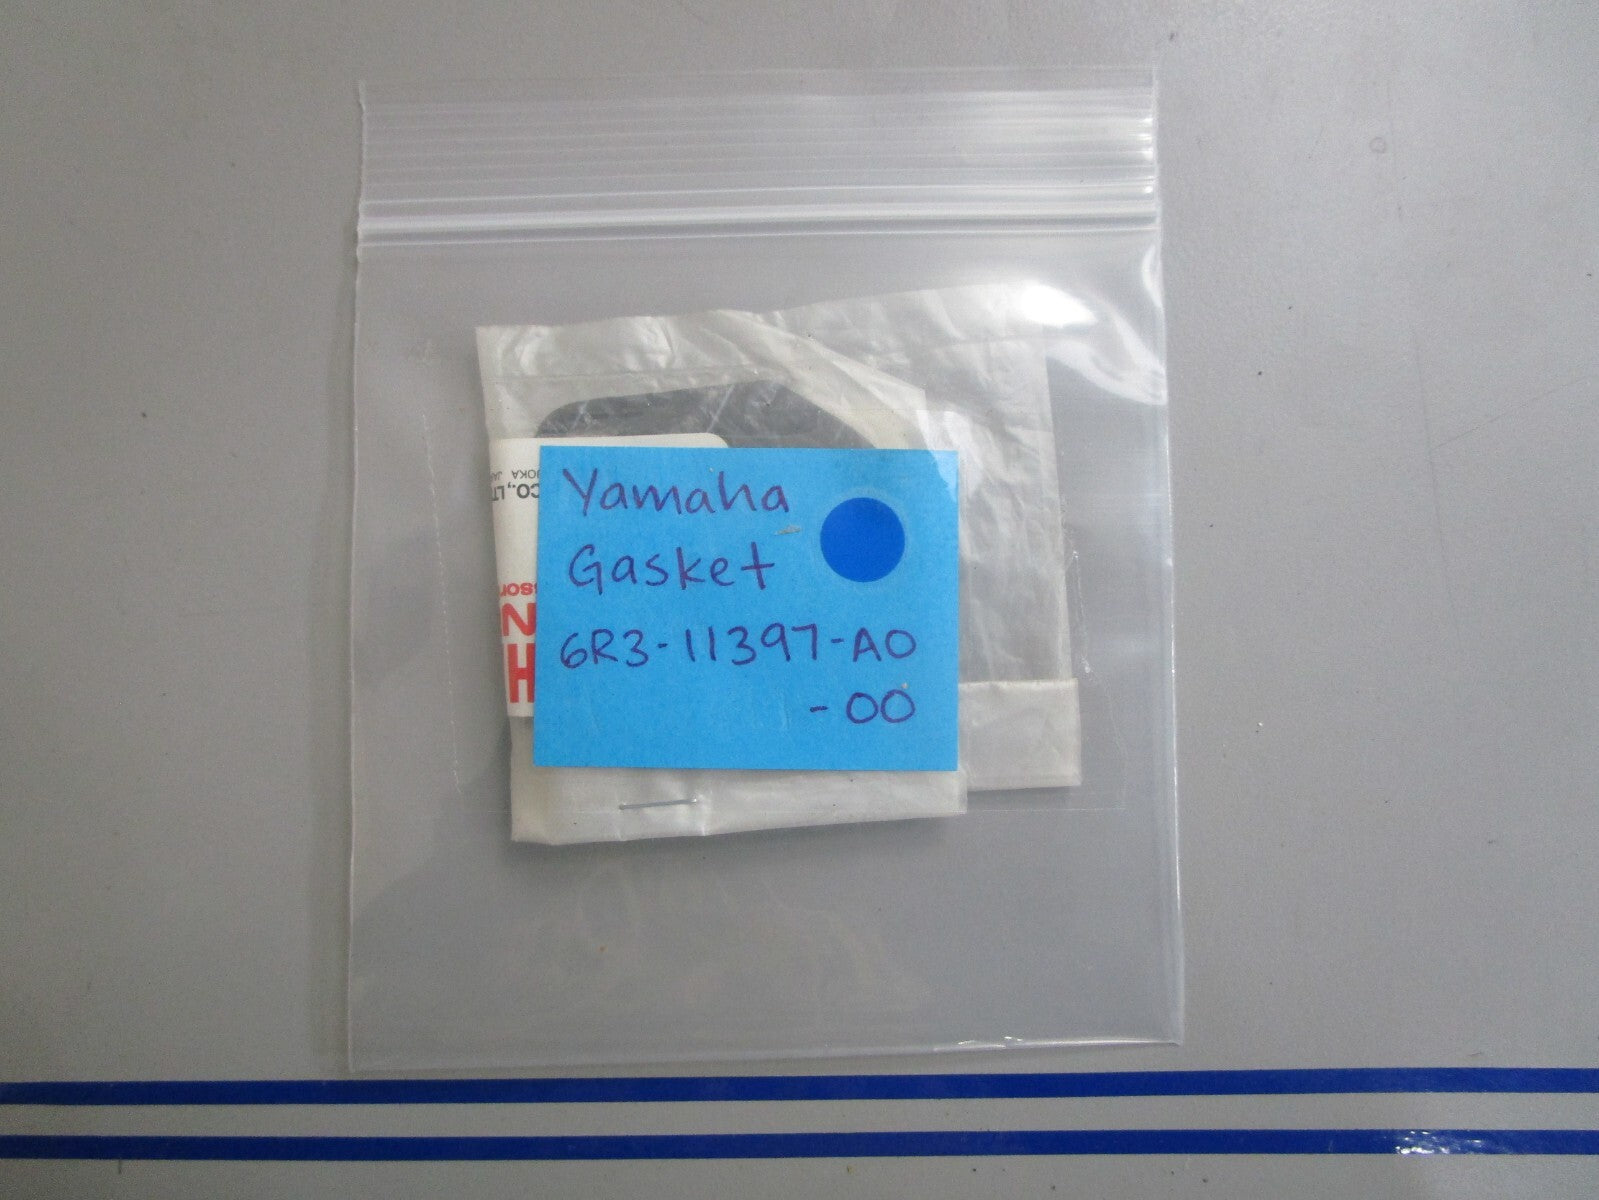 Yamaha
Gasket
6R3-11397-A0
-00
CO.,LT
N
H